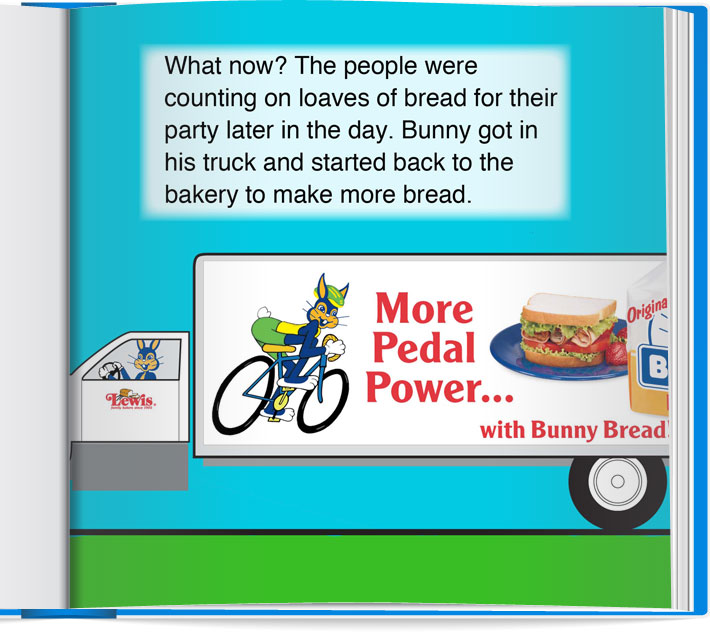 What now? The people were
counting on loaves of bread for their
party later in the day. Bunny got in
his truck and started back to the
bakery to make more bread.
More
Pedal
Power...
with Bunny Bread!
Origina
B
Lewis
family bakers since 1925